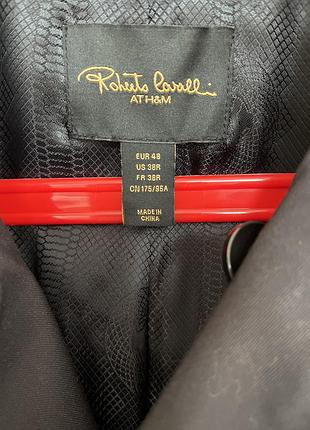 Roberto Cavalli
AT H&M
EUR 48
US 38R
FR 38R
CN 175/95A
MADE IN
CHINA